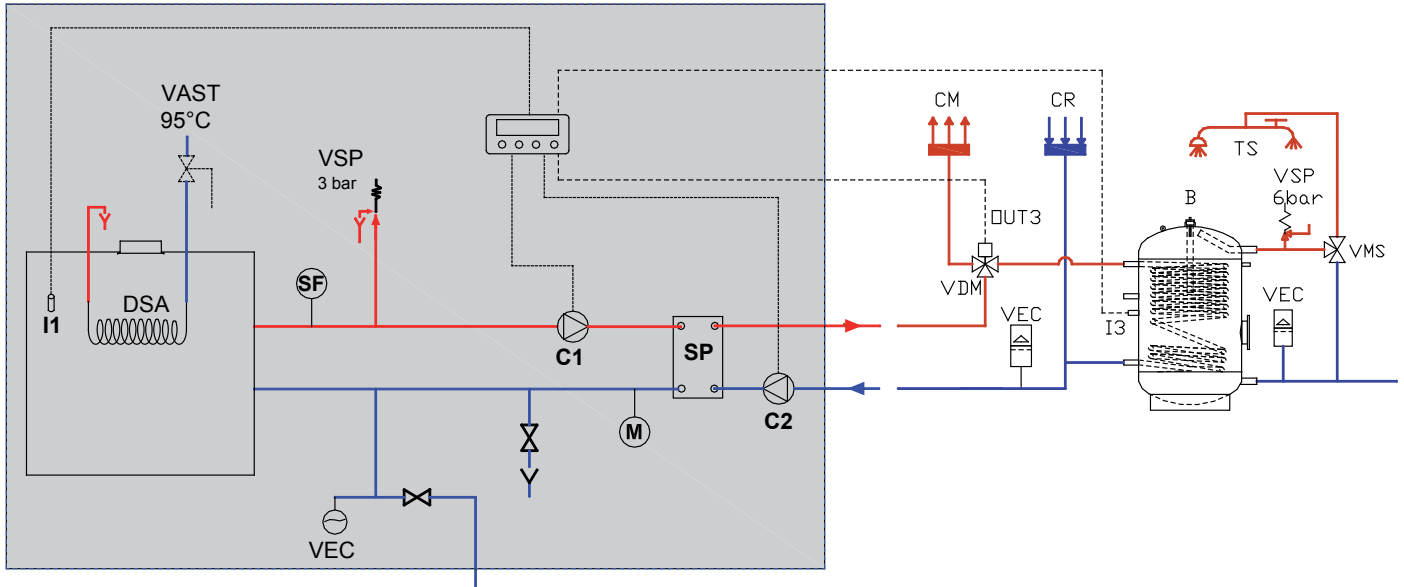 VAST
95°C
VSP
3 bar
CM
CR
TS
VSP
6bar
B
OUT3
VMS
DSA
I1
SF
VDM
VEC
I3
VEC
C1
SP
C2
M
VEC